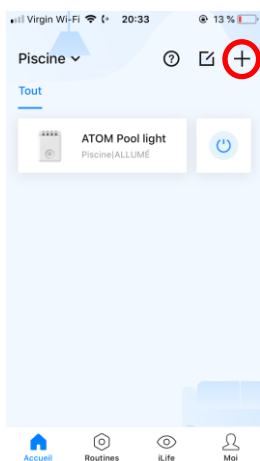 Virgin Wi-Fi 20:33 13 %
Piscine
Tout
ATOM Pool light
Piscine|ALLUMÉ
Accueil Routines iLife Moi